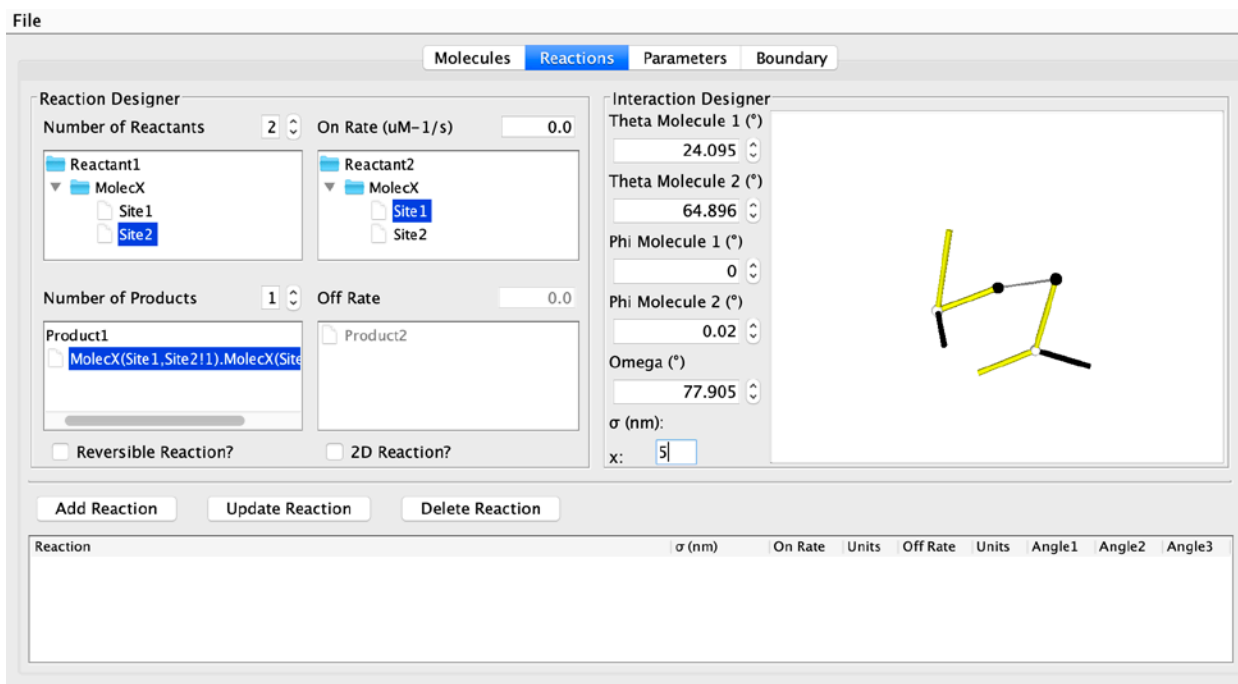 File
Molecules Reactions Parameters Boundary
Reaction Designer
Number of Reactants 2 On Rate (uM-1/s) 0.0
Reactant1 Reactant2
MolecX MolecX
Site1 Site1
Site2 Site2
Number of Products 1 Off Rate 0.0
Product1 Product2
MolecX(Site1,Site2!1).MolecX(Site
Reversible Reaction? 2D Reaction?
Interaction Designer
Theta Molecule 1 (°)
24.095
Theta Molecule 2 (°)
64.896
Phi Molecule 1 (°)
0
Phi Molecule 2 (°)
0.02
Omega (°)
77.905
σ (nm):
x: 5
Add Reaction Update Reaction Delete Reaction
Reaction σ (nm) On Rate Units Off Rate Units Angle1 Angle2 Angle3